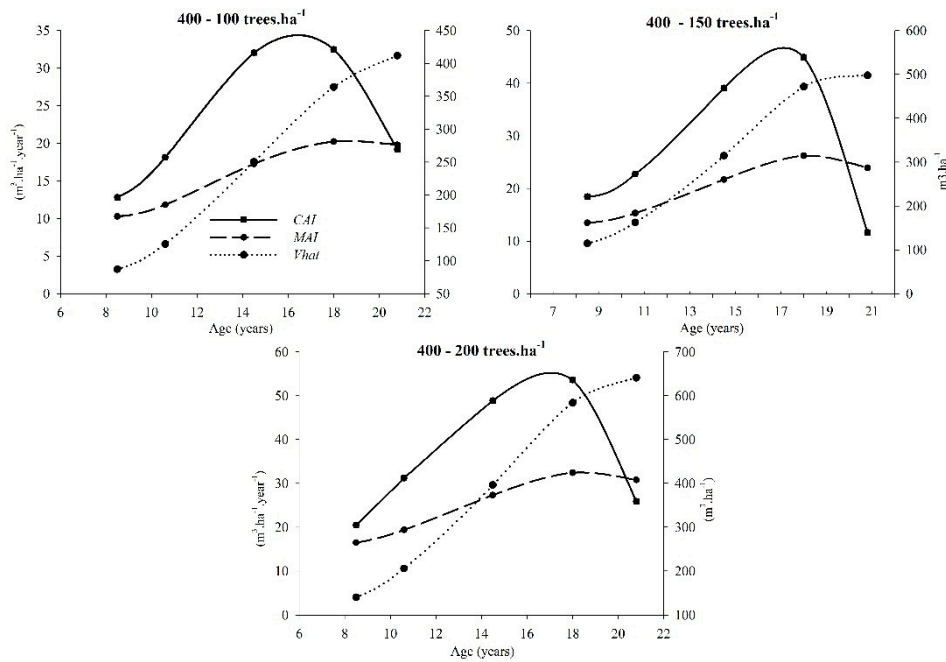 400 - 100 trees.ha⁻¹
35
30
25
20
15
10
5
0
(m³.ha⁻¹.year⁻¹)
450
400
350
300
250
200
150
100
50
CAI
MAI
Vhat
6 8 10 12 14 16 18 20 22
Age (years)
400 - 150 trees.ha⁻¹
50
40
30
20
10
0
600
500
400
300
200
100
0
m3.ha⁻¹
7 9 11 13 15 17 19 21
Age (years)
400 - 200 trees.ha⁻¹
60
50
40
30
20
10
0
(m³.ha⁻¹.year⁻¹)
700
600
500
400
300
200
100
(m³.ha⁻¹)
6 8 10 12 14 16 18 20 22
Age (years)